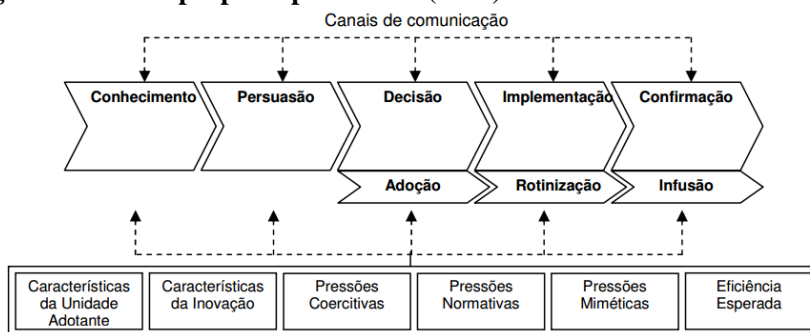 Canais de comunicação
Conhecimento Persuasão Decisão Implementação Confirmação
Adoção Rotinização Infusão
Características da Unidade Adotante
Características da Inovação
Pressões Coercitivas
Pressões Normativas
Pressões Miméticas
Eficiência Esperada